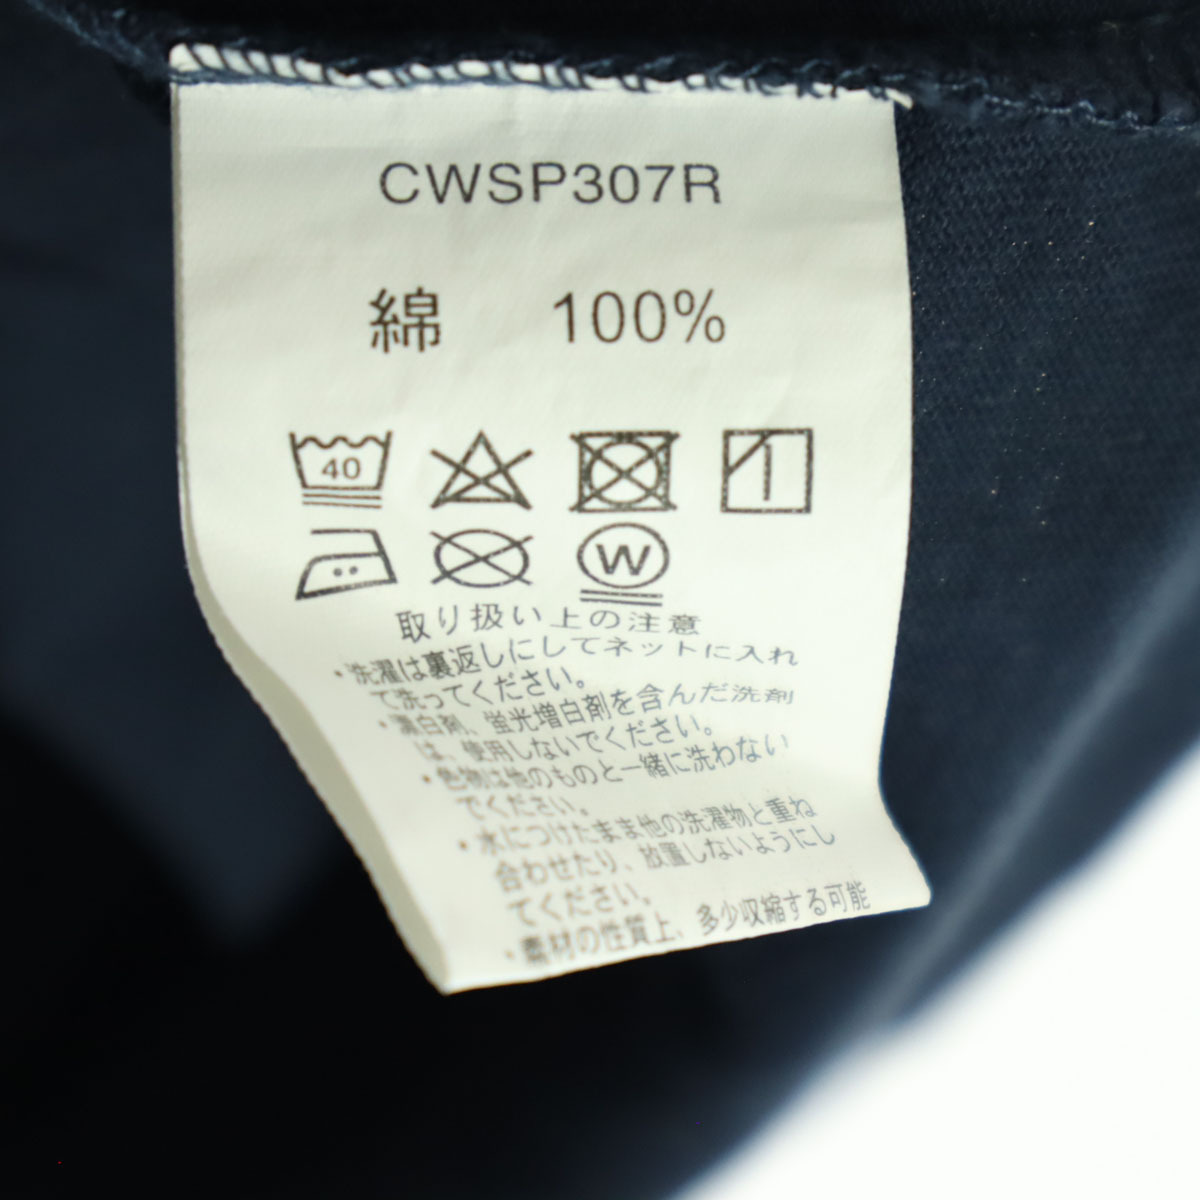 CWSP307R
綿 100%
40
W
取り扱い上の注意
・洗濯は裏返しにしてネットに入れ
て洗ってください。
・漂白剤、蛍光増白剤を含んだ洗剤
は、使用しないでください。
・色物は他のものと一緒に洗わない
でください。
・水につけたまま他の洗濯物と重ね
合わせたり、放置しないようにし
てください。
・素材の性質上、多少収縮する可能